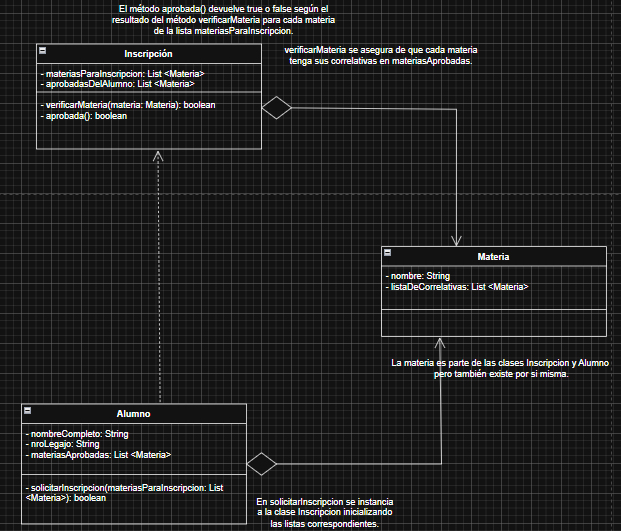 El método aprobada() devuelve true o false según el
resultado del método verificarMateria para cada materia
de la lista materiasParaInscripcion.
Inscripción
- materiasParaInscripcion: List <Materia>
- aprobadasDelAlumno: List <Materia>
- verificarMateria(materia: Materia): boolean
- aprobada(): boolean
verificarMateria se asegura de que cada materia
tenga sus correlativas en materiasAprobadas.
Materia
- nombre: String
- listaDeCorrelativas: List <Materia>
La materia es parte de las clases Inscripcion y Alumno
pero también existe por si misma.
Alumno
- nombreCompleto: String
- nroLegajo: String
- materiasAprobadas: List <Materia>
- solicitarInscripcion(materiasParaInscripcion: List
<Materia>): boolean
En solicitarInscripcion se instancia
a la clase Inscripcion inicializando
las listas correspondientes.